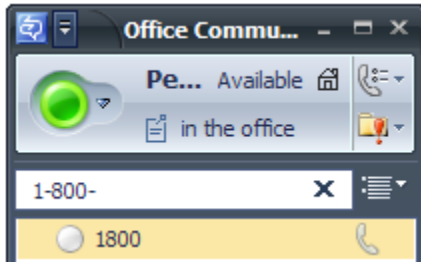 Office Commu...
Pe... Available
in the office
1-800-
1800